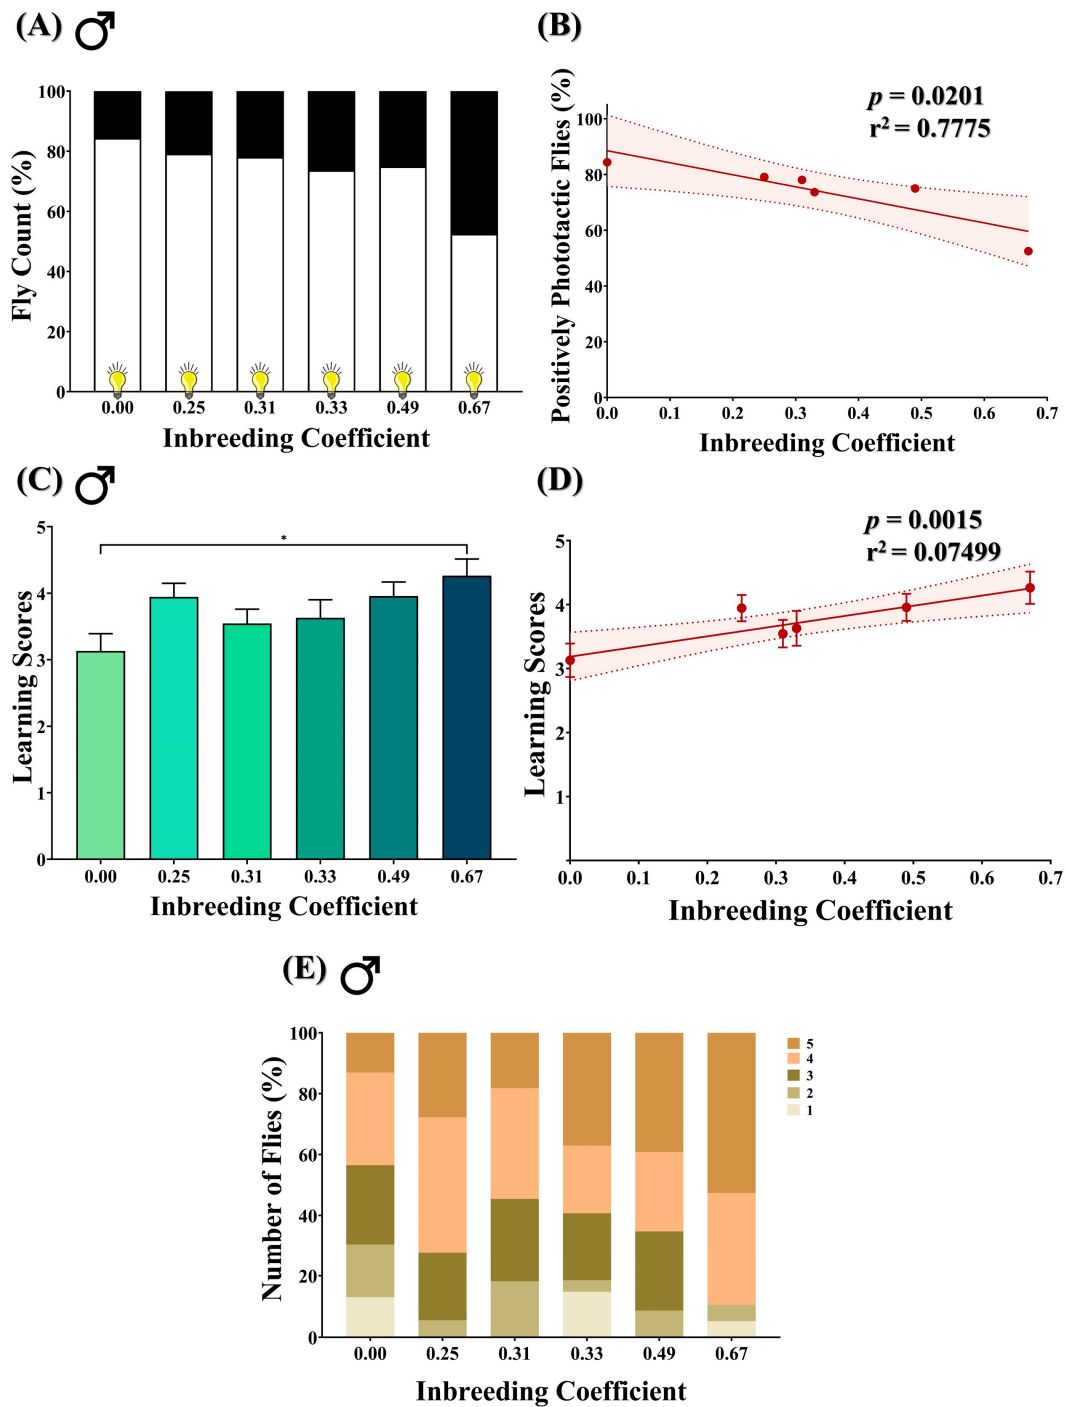 (A) ♂
100
80
60
40
20
0
Fly Count (%)
0.00 0.25 0.31 0.33 0.49 0.67
Inbreeding Coefficient
(B)
p = 0.0201
r² = 0.7775
100
80
60
40
20
0
Positively Phototactic Flies (%)
0.0 0.1 0.2 0.3 0.4 0.5 0.6 0.7
Inbreeding Coefficient
(C) ♂
*
5
4
3
2
1
0
Learning Scores
0.00 0.25 0.31 0.33 0.49 0.67
Inbreeding Coefficient
(D)
p = 0.0015
r² = 0.07499
5
4
3
2
1
Learning Scores
0.0 0.1 0.2 0.3 0.4 0.5 0.6 0.7
Inbreeding Coefficient
(E) ♂
100
80
60
40
20
0
Number of Flies (%)
5
4
3
2
1
0.00 0.25 0.31 0.33 0.49 0.67
Inbreeding Coefficient